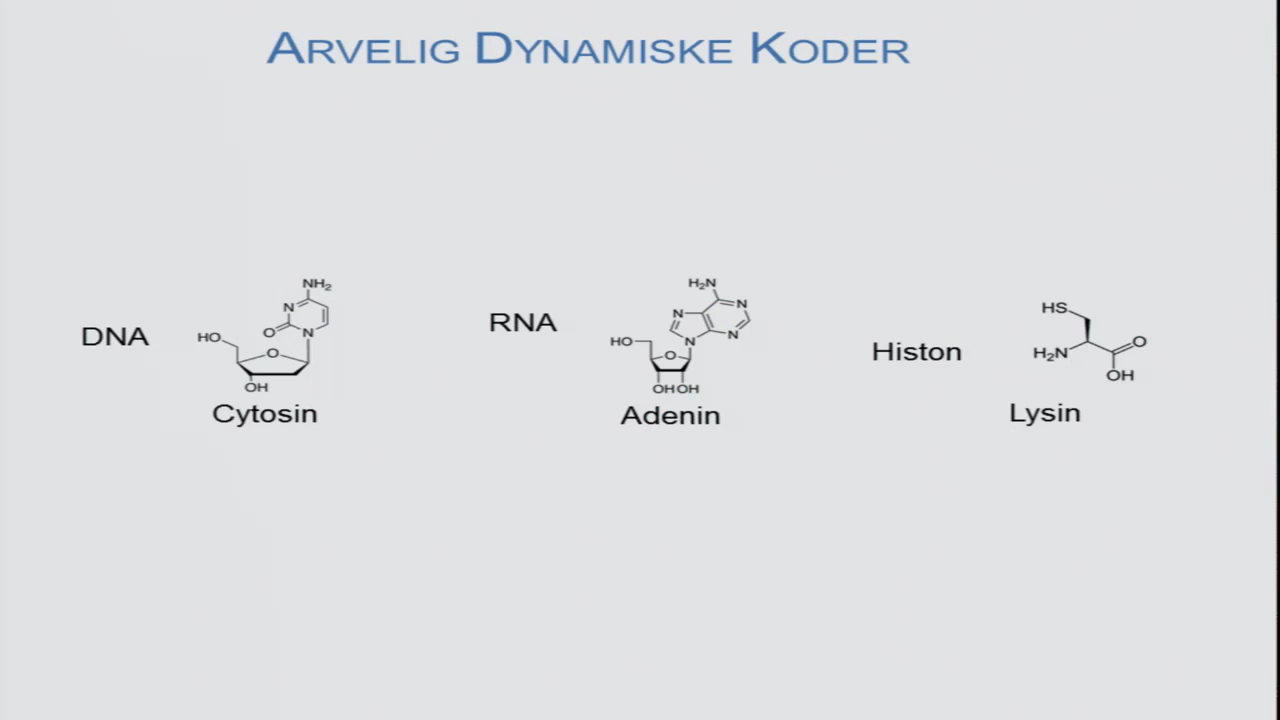 ARVELIG DYNAMISKE KODER
DNA
NH₂
N
O
N
HO
O
OH
Cytosin
RNA
H₂N
N
N
N
N
HO
O
OHOH
Adenin
Histon
HS
H₂N
O
OH
Lysin